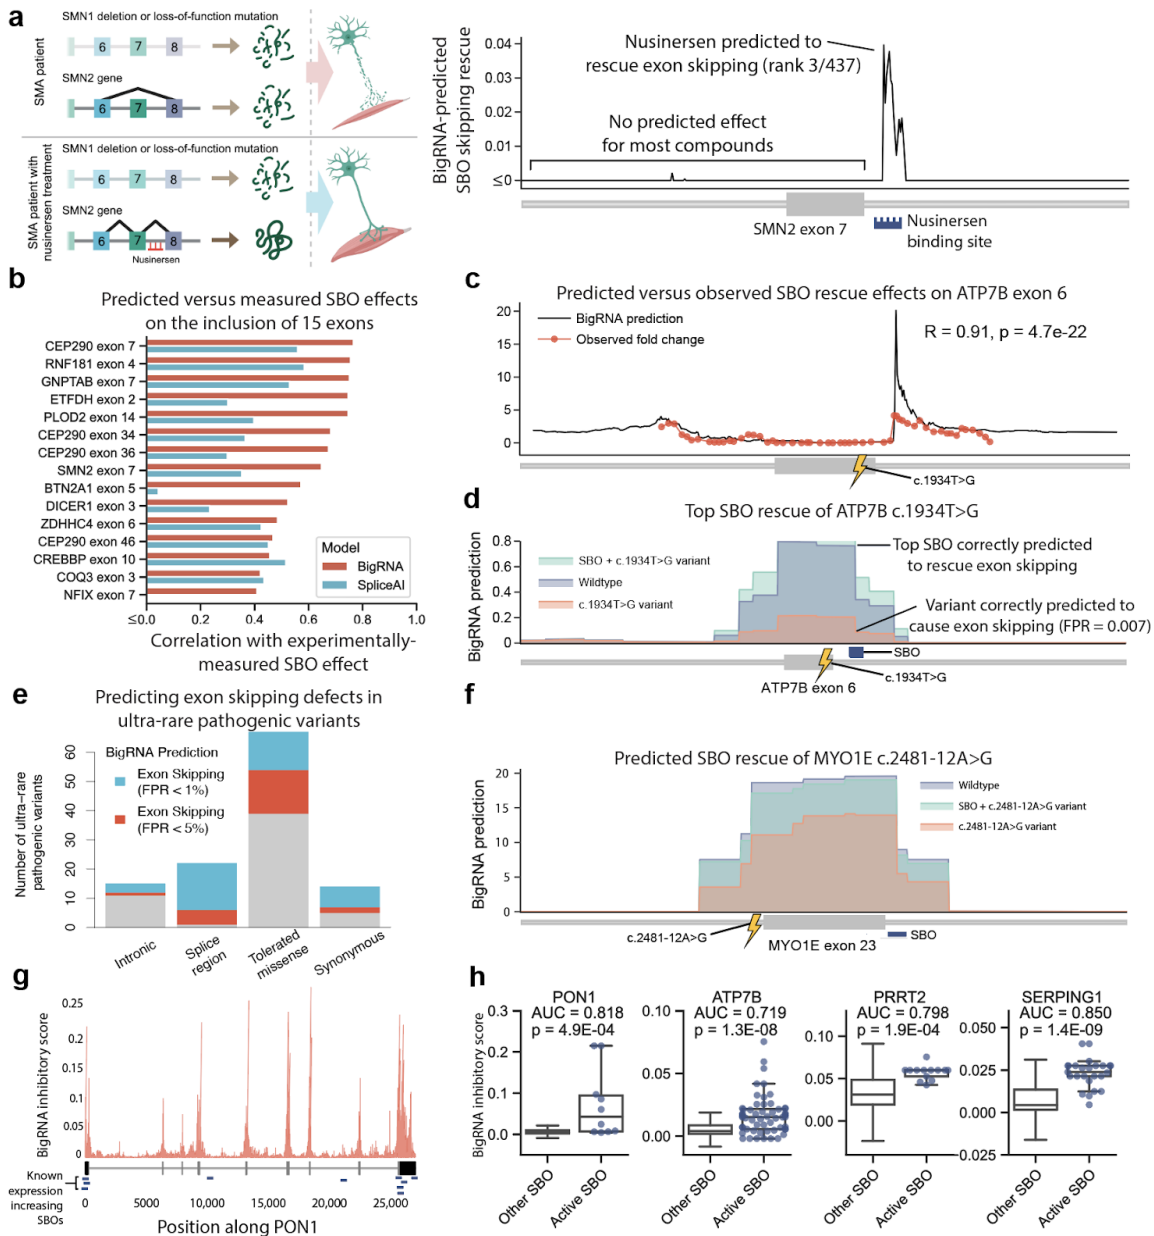 a
SMN1 deletion or loss-of-function mutation
6 7 8
SMN2 gene
6 7 8
SMA patient
SMN1 deletion or loss-of-function mutation
6 7 8
SMN2 gene
6 7 8
Nusinersen
SMA patient with
nusinersen treatment
BigRNA-predicted
SBO skipping rescue
0.04
0.03
0.02
0.01
≤0
Nusinersen predicted to
rescue exon skipping (rank 3/437)
No predicted effect
for most compounds
SMN2 exon 7
Nusinersen
binding site
b
Predicted versus measured SBO effects
on the inclusion of 15 exons
CEP290 exon 7
RNF181 exon 4
GNPTAB exon 7
ETFDH exon 2
PLOD2 exon 14
CEP290 exon 34
CEP290 exon 36
SMN2 exon 7
BTN2A1 exon 5
DICER1 exon 3
ZDHHC4 exon 6
CEP290 exon 46
CREBBP exon 10
COQ3 exon 3
NFIX exon 7
Model
BigRNA
SpliceAI
≤0.0 0.2 0.4 0.6 0.8 1.0
Correlation with experimentally-
measured SBO effect
c
Predicted versus observed SBO rescue effects on ATP7B exon 6
20
15
10
5
0
BigRNA prediction
Observed fold change
R = 0.91, p = 4.7e-22
c.1934T>G
d
Top SBO rescue of ATP7B c.1934T>G
BigRNA prediction
0.8
0.6
0.4
0.2
0
SBO + c.1934T>G variant
Wildtype
c.1934T>G variant
Top SBO correctly predicted
to rescue exon skipping
Variant correctly predicted to
cause exon skipping (FPR = 0.007)
SBO
c.1934T>G
ATP7B exon 6
e
Predicting exon skipping defects in
ultra-rare pathogenic variants
Number of ultra-rare
pathogenic variants
60
50
40
30
20
10
0
BigRNA Prediction
Exon Skipping
(FPR < 1%)
Exon Skipping
(FPR < 5%)
Intronic
Splice
region
Tolerated
missense
Synonymous
f
Predicted SBO rescue of MYO1E c.2481-12A>G
BigRNA prediction
20
15
10
5
0
Wildtype
SBO + c.2481-12A>G variant
c.2481-12A>G variant
c.2481-12A>G
MYO1E exon 23
SBO
g
BigRNA inhibitory score
0.25
0.2
0.15
0.1
0.05
0
Known
expression
increasing
SBOs
0 5000 10,000 15,000 20,000 25,000
Position along PON1
h
BigRNA inhibitory score
PON1
AUC = 0.818
p = 4.9E-04
0.3
0.2
0.1
0.0
Other SBO
Active SBO
ATP7B
AUC = 0.719
p = 1.3E-08
0.10
0.05
0.00
Other SBO
Active SBO
PRRT2
AUC = 0.798
p = 1.9E-04
0.10
0.05
0.00
Other SBO
Active SBO
SERPING1
AUC = 0.850
p = 1.4E-09
0.050
0.025
0.000
-0.025
Other SBO
Active SBO